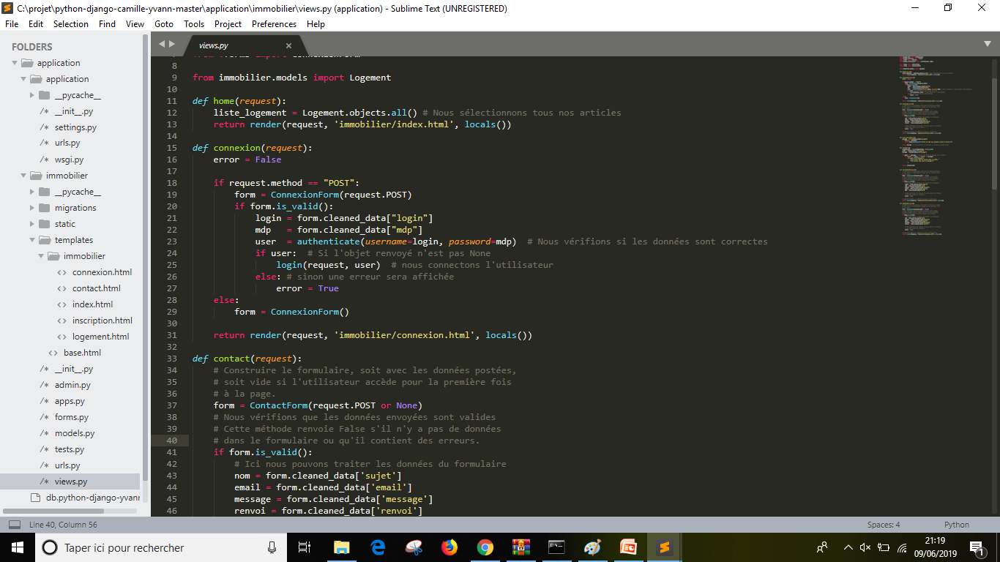 C:\projet\python-django-camille-yvann-master\application\immobilier\views.py (application) - Sublime Text (UNREGISTERED)
File Edit Selection Find View Goto Tools Project Preferences Help
FOLDERS
application
application
__pycache__
__init__.py
settings.py
urls.py
wsgi.py
immobilier
__pycache__
migrations
static
templates
immobilier
connexion.html
contact.html
index.html
inscription.html
logement.html
base.html
__init__.py
admin.py
apps.py
forms.py
models.py
tests.py
urls.py
views.py
db.python-django-yvann
views.py
8
9 from immobilier.models import Logement
10
11 def home(request):
12 liste_logement = Logement.objects.all() # Nous sélectionnons tous nos articles
13 return render(request, 'immobilier/index.html', locals())
14
15 def connexion(request):
16 error = False
17
18 if request.method == "POST":
19 form = ConnexionForm(request.POST)
20 if form.is_valid():
21 login = form.cleaned_data["login"]
22 mdp = form.cleaned_data["mdp"]
23 user = authenticate(username=login, password=mdp) # Nous vérifions si les données sont correctes
24 if user: # Si l'objet renvoyé n'est pas None
25 login(request, user) # nous connectons l'utilisateur
26 else: # sinon une erreur sera affichée
27 error = True
28 else:
29 form = ConnexionForm()
30
31 return render(request, 'immobilier/connexion.html', locals())
32
33 def contact(request):
34 # Construire le formulaire, soit avec les données postées,
35 # soit vide si l'utilisateur accède pour la première fois
36 # à la page.
37 form = ContactForm(request.POST or None)
38 # Nous vérifions que les données envoyées sont valides
39 # Cette méthode renvoie False s'il n'y a pas de données
40 # dans le formulaire ou qu'il contient des erreurs.
41 if form.is_valid():
42 # Ici nous pouvons traiter les données du formulaire
43 nom = form.cleaned_data['sujet']
44 email = form.cleaned_data['email']
45 message = form.cleaned_data['message']
46 renvoi = form.cleaned_data['renvoi']
Line 40, Column 56
Spaces: 4
Python
Taper ici pour rechercher
21:19
09/06/2019
1